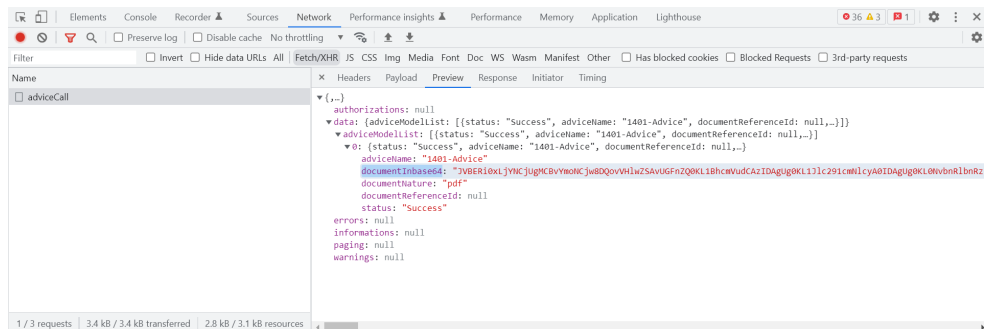 Elements Console Recorder Sources Network Performance insights Performance Memory Application Lighthouse 36 3 1
Preserve log Disable cache No throttling
Filter Invert Hide data URLs All Fetch/XHR JS CSS Img Media Font Doc WS Wasm Manifest Other Has blocked cookies Blocked Requests 3rd-party requests
Name × Headers Payload Preview Response Initiator Timing
adviceCall
▼{,…}
authorizations: null
▼data: {adviceModelList: [{status: "Success", adviceName: "1401-Advice", documentReferenceId: null,…}]}
▼adviceModelList: [{status: "Success", adviceName: "1401-Advice", documentReferenceId: null,…}]
▼0: {status: "Success", adviceName: "1401-Advice", documentReferenceId: null,…}
adviceName: "1401-Advice"
documentInbase64: "JVBERi0xLjYNCjUgMCBvYmoNCjw8DQovVHlwZSAvUGFnZQ0KL1BhcmVudCAzIDAgUg0KL1Jlc291cmNlcyA0IDAgUg0KL0NvbnRlbnRz
documentNature: "pdf"
documentReferenceId: null
status: "Success"
errors: null
informations: null
paging: null
warnings: null
1 / 3 requests 3.4 kB / 3.4 kB transferred 2.8 kB / 3.1 kB resources